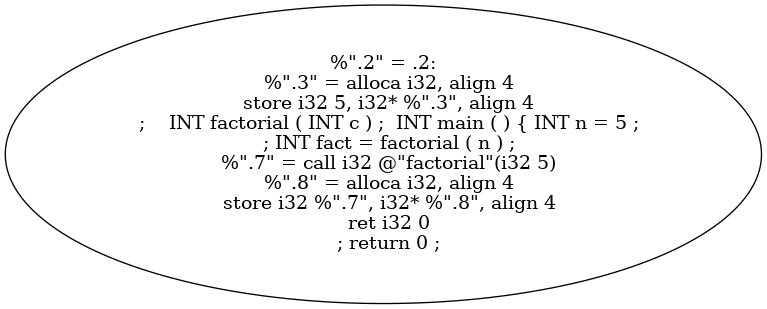 %".2" = .2:
%".3" = alloca i32, align 4
store i32 5, i32* %".3", align 4
;    INT factorial ( INT c ) ;  INT main ( ) { INT n = 5 ;
; INT fact = factorial ( n ) ;
%".7" = call i32 @"factorial"(i32 5)
%".8" = alloca i32, align 4
store i32 %".7", i32* %".8", align 4
ret i32 0
; return 0 ;